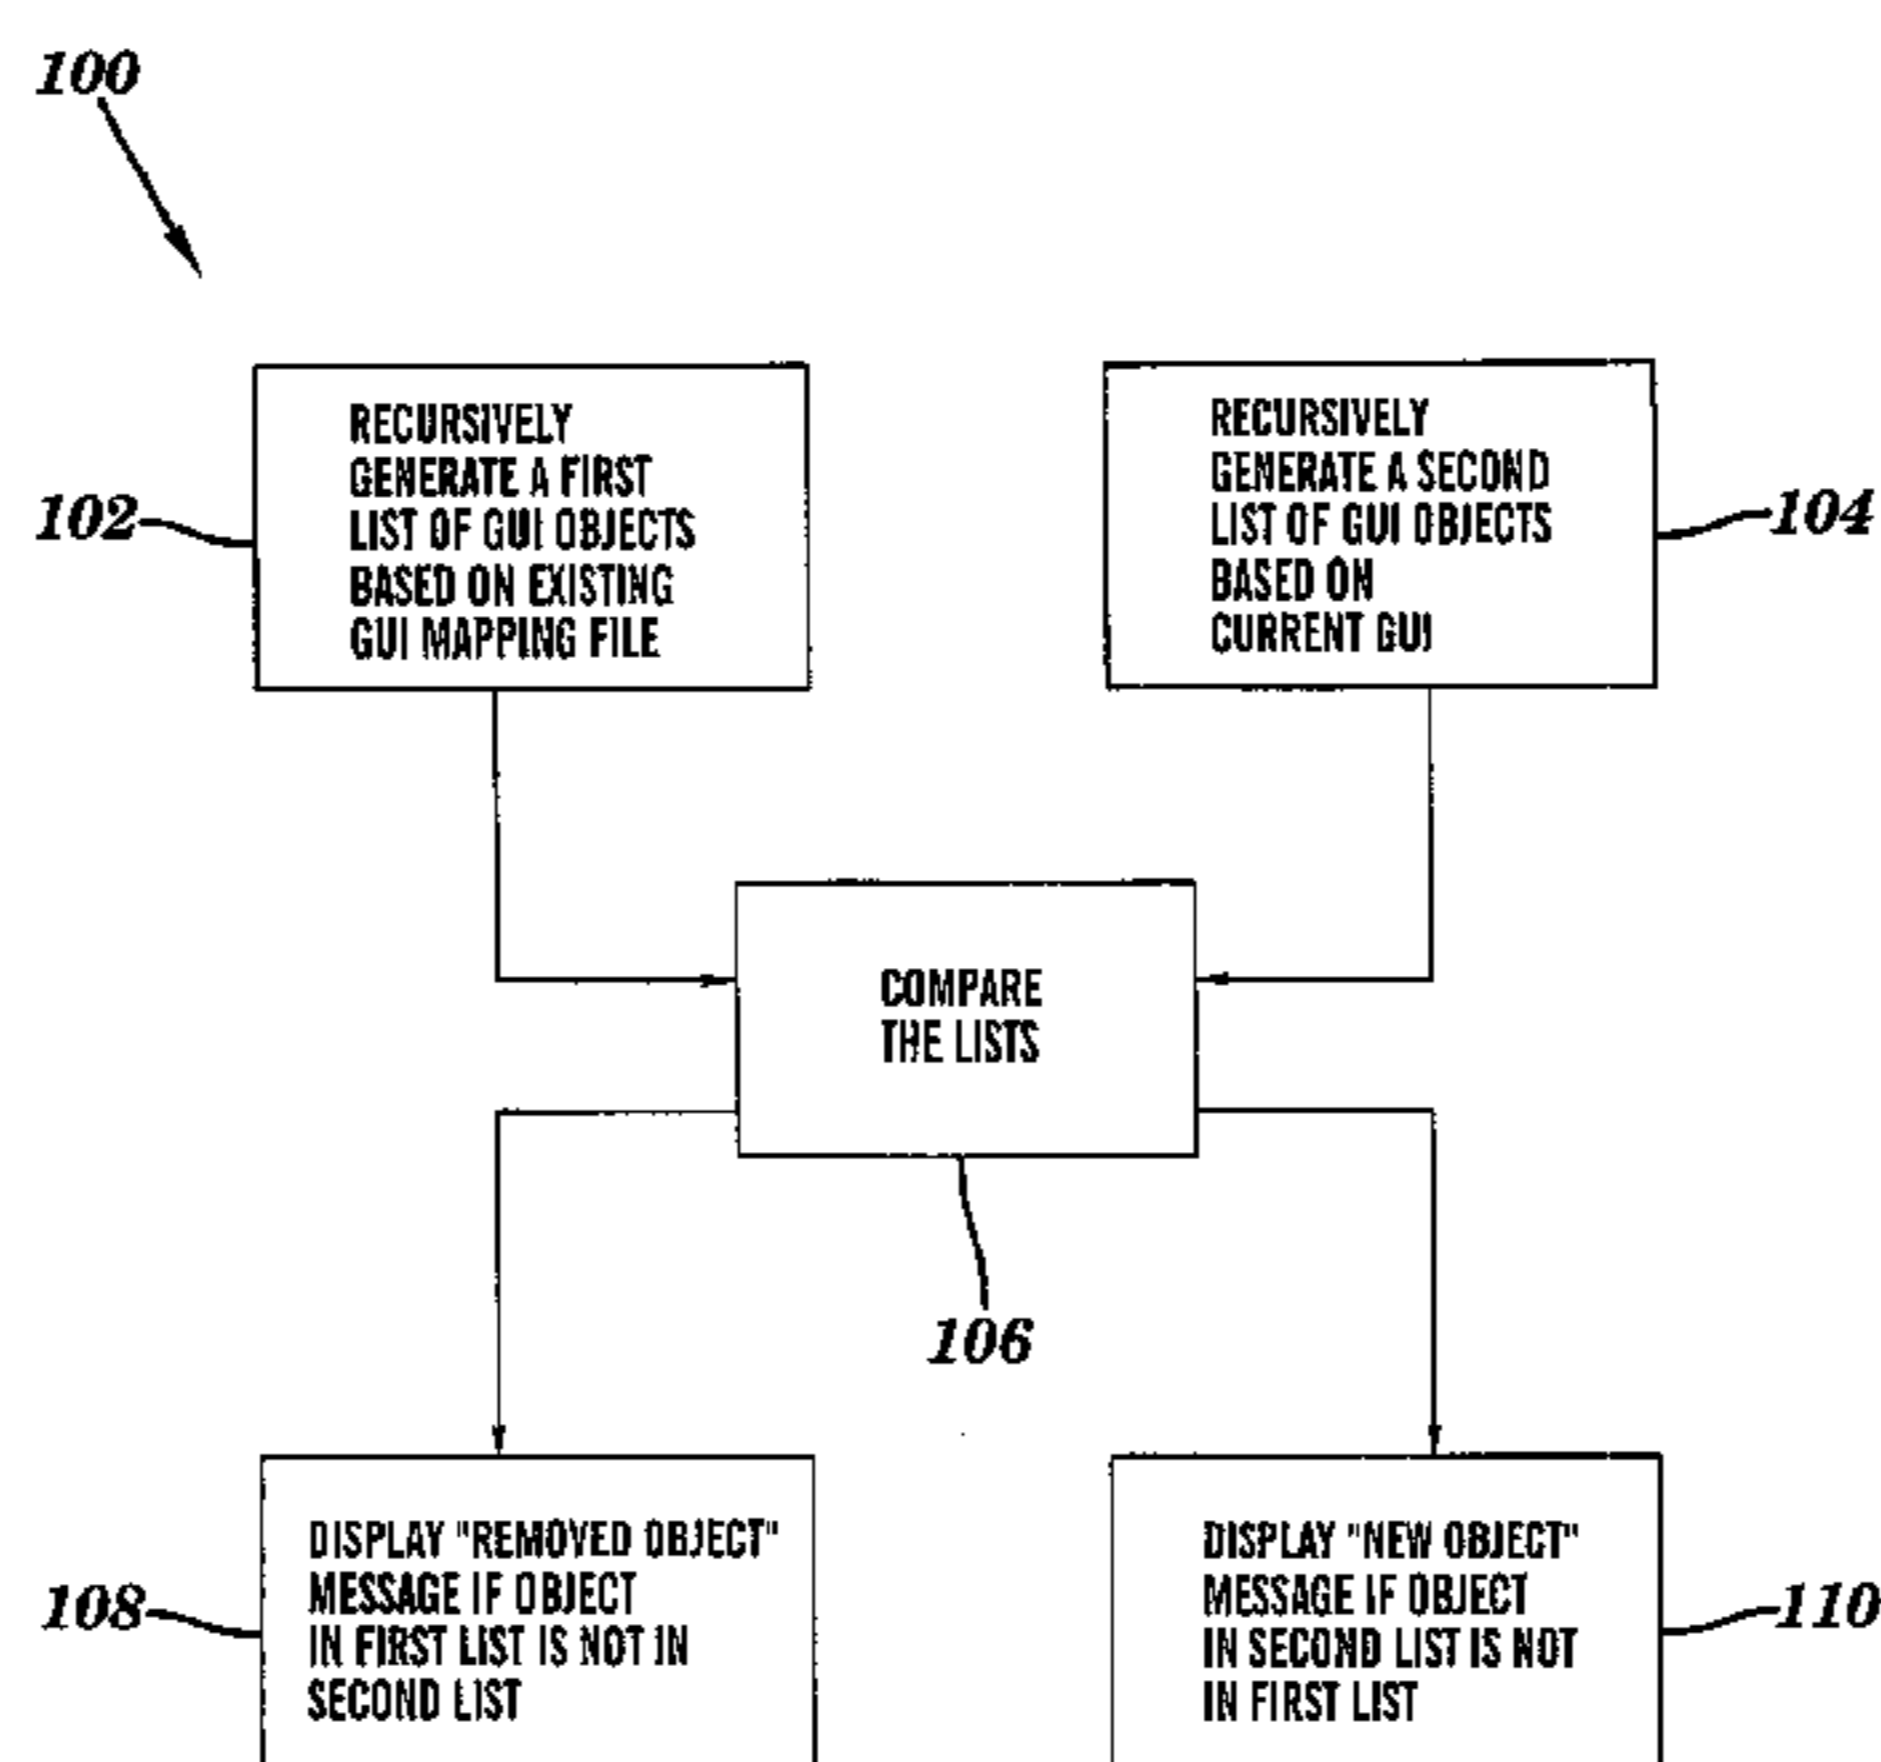 100
RECURSIVELY
GENERATE A FIRST
LIST OF GUI OBJECTS
BASED ON EXISTING
GUI MAPPING FILE
102
RECURSIVELY
GENERATE A SECOND
LIST OF GUI OBJECTS
BASED ON
CURRENT GUI
104
COMPARE
THE LISTS
106
DISPLAY "REMOVED OBJECT"
MESSAGE IF OBJECT
IN FIRST LIST IS NOT IN
SECOND LIST
108
DISPLAY "NEW OBJECT"
MESSAGE IF OBJECT
IN SECOND LIST IS NOT
IN FIRST LIST
110